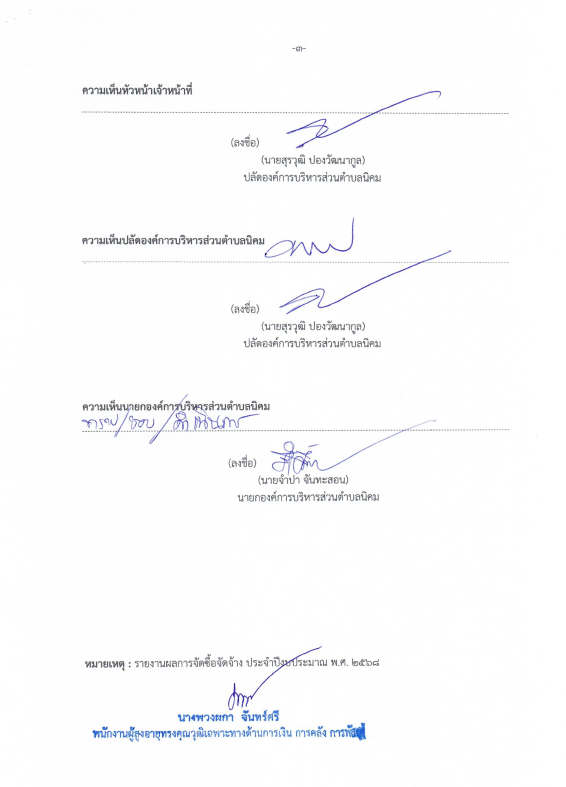 -๓-
ความเห็นหัวหน้าเจ้าหน้าที่
(ลงชื่อ)
(นายสุรวุฒิ ปองวัฒนากูล)
ปลัดองค์การบริหารส่วนตำบลนิคม
ความเห็นปลัดองค์การบริหารส่วนตำบลนิคม
(ลงชื่อ)
(นายสุรวุฒิ ปองวัฒนากูล)
ปลัดองค์การบริหารส่วนตำบลนิคม
ความเห็นนายกองค์การบริหารส่วนตำบลนิคม
ทราบ/ชอบ/ดำเนินการ
(ลงชื่อ)
(นายจำปา จันทะสอน)
นายกองค์การบริหารส่วนตำบลนิคม
หมายเหตุ : รายงานผลการจัดซื้อจัดจ้าง ประจำปีงบประมาณ พ.ศ. ๒๕๖๘
นางพวงผกา จันทร์ศรี
พนักงานผู้สูงอายุทรงคุณวุฒิเฉพาะทางด้านการเงิน การคลัง การพัสดุ